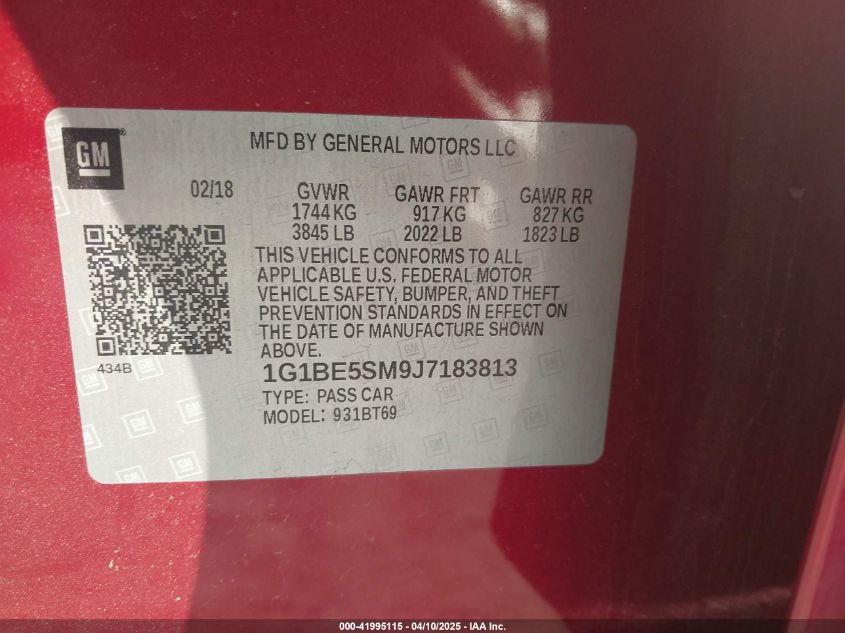 GM
MFD BY GENERAL MOTORS LLC
02/18 GVWR GAWR FRT GAWR RR
1744 KG 917 KG 827 KG
3845 LB 2022 LB 1823 LB
THIS VEHICLE CONFORMS TO ALL
APPLICABLE U.S. FEDERAL MOTOR
VEHICLE SAFETY, BUMPER, AND THEFT
PREVENTION STANDARDS IN EFFECT ON
THE DATE OF MANUFACTURE SHOWN
ABOVE.
434B
1G1BE5SM9J7183813
TYPE: PASS CAR
MODEL: 931BT69
000-41995115 - 04/10/2025 - IAA Inc.